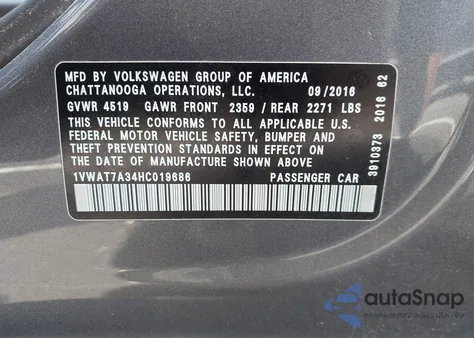 MFD BY VOLKSWAGEN GROUP OF AMERICA
CHATTANOOGA OPERATIONS, LLC. 09/2016
GVWR 4519 GAWR FRONT 2359 / REAR 2271 LBS
THIS VEHICLE CONFORMS TO ALL APPLICABLE U.S.
FEDERAL MOTOR VEHICLE SAFETY, BUMPER AND
THEFT PREVENTION STANDARDS IN EFFECT ON
THE DATE OF MANUFACTURE SHOWN ABOVE
1VWAT7A34HC019686 PASSENGER CAR
3910373 2016 62
autoSnap